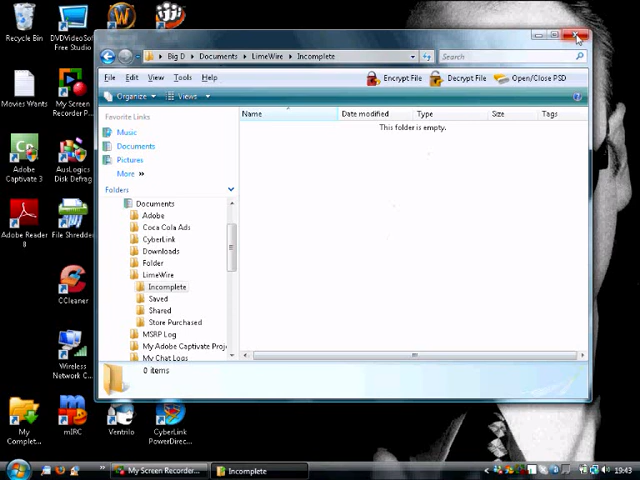 Recycle Bin
DVDVideoSoft Free Studio
Big D
Documents
LimeWire
Incomplete
Search
File
Edit
View
Tools
Help
Encrypt File
Decrypt File
Open/Close PSD
Organize
Views
Favorite Links
Music
Documents
Pictures
More »
Folders
Documents
Adobe
Coca Cola Ads
CyberLink
Downloads
Folder
LimeWire
Incomplete
Saved
Shared
Store Purchased
MSRP Log
My Adobe Captivate Proj
My Chat Logs
Name
Date modified
Type
Size
Tags
This folder is empty.
0 items
Movies Wants
My Screen Recorder P
Adobe Captivate 3
AusLogics Disk Defrag
Adobe Reader 8
File Shredder
CCleaner
Wireless Network C
My Complet...
mIRC
Ventrilo
CyberLink PowerDirec...
My Screen Recorder...
Incomplete
19:43